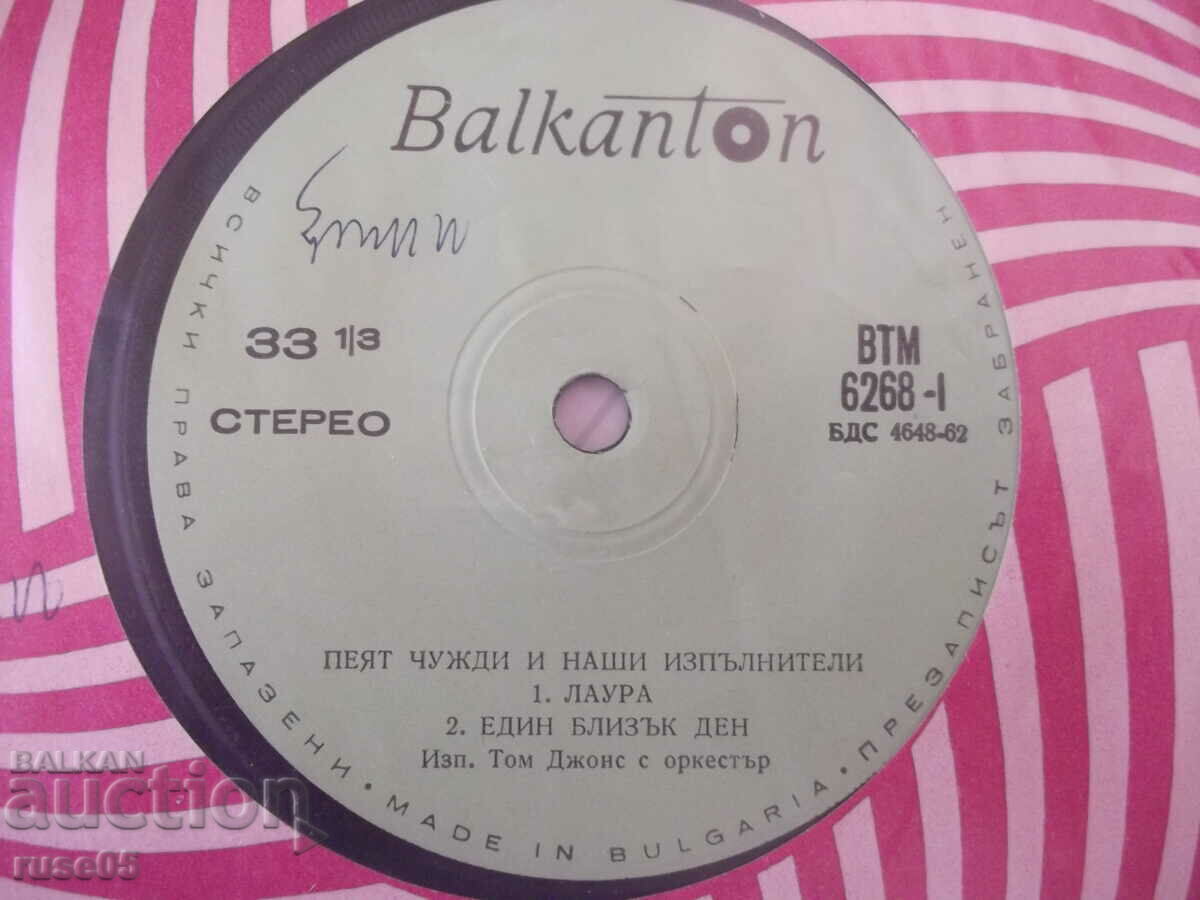 Balkanton
33 1/3
СТЕРЕО
ВТМ
6268-I
БДС 4648-62
ПЕЯТ ЧУЖДИ И НАШИ ИЗПЪЛНИТЕЛИ
1. ЛАУРА
2. ЕДИН БЛИЗЪК ДЕН
Изп. Том Джонс с оркестър
ВСИЧКИ ПРАВА ЗАПАЗЕНИ • MADE IN BULGARIA • ПРЕЗАПИСЪТ ЗАБРАНЕН
BALKAN
auction
ruse05